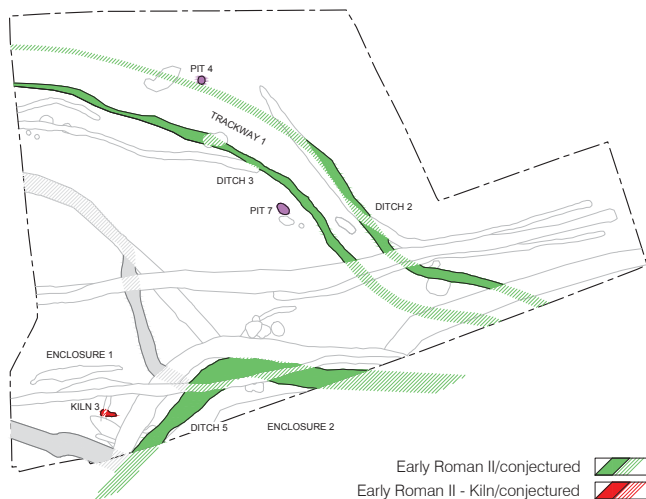 PIT 4
TRACKWAY 1
DITCH 3
PIT 7
DITCH 2
ENCLOSURE 1
KILN 3
DITCH 5
ENCLOSURE 2
Early Roman II/conjectured
Early Roman II - Kiln/conjectured